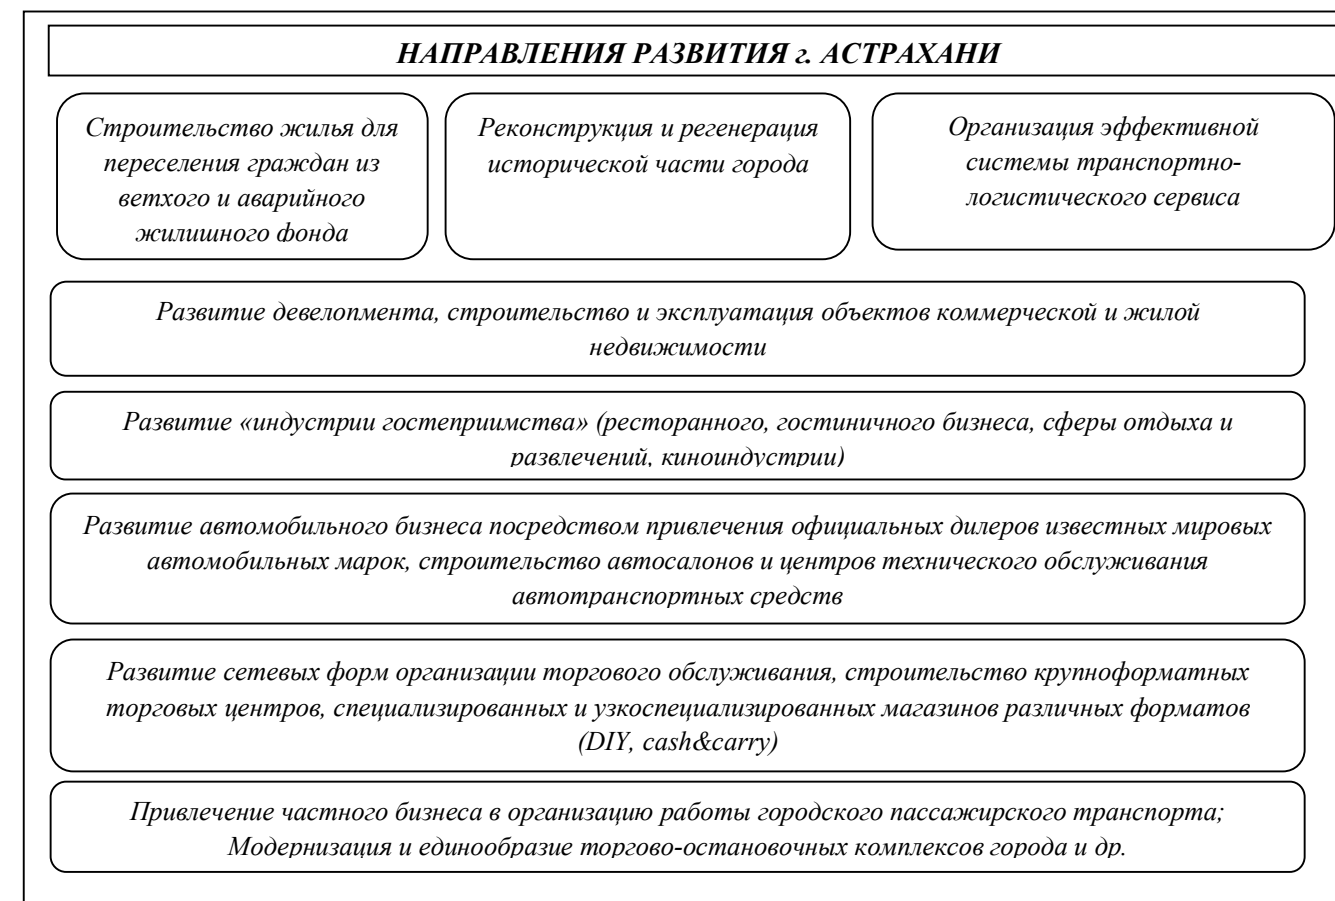 НАПРАВЛЕНИЯ РАЗВИТИЯ г. АСТРАХАНИ
Строительство жилья для
переселения граждан из
ветхого и аварийного
жилищного фонда
Реконструкция и регенерация
исторической части города
Организация эффективной
системы транспортно-
логистического сервиса
Развитие девелопмента, строительство и эксплуатация объектов коммерческой и жилой
недвижимости
Развитие «индустрии гостеприимства» (ресторанного, гостиничного бизнеса, сферы отдыха и
развлечений, киноиндустрии)
Развитие автомобильного бизнеса посредством привлечения официальных дилеров известных мировых
автомобильных марок, строительство автосалонов и центров технического обслуживания
автотранспортных средств
Развитие сетевых форм организации торгового обслуживания, строительство крупноформатных
торговых центров, специализированных и узкоспециализированных магазинов различных форматов
(DIY, cash&carry)
Привлечение частного бизнеса в организацию работы городского пассажирского транспорта;
Модернизация и единообразие торгово-остановочных комплексов города и др.